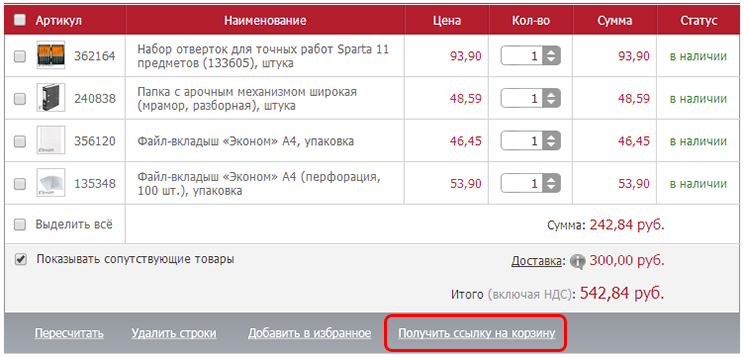 Артикул Наименование Цена Кол-во Сумма Статус
362164 Набор отверток для точных работ Sparta 11 93,90 1 93,90 в наличии
предметов (133605), штука
240838 Папка с арочным механизмом широкая 48,59 1 48,59 в наличии
(мрамор, разборная), штука
356120 Файл-вкладыш «Эконом» А4, упаковка 46,45 1 46,45 в наличии
135348 Файл-вкладыш «Эконом» А4 (перфорация, 53,90 1 53,90 в наличии
100 шт.), упаковка
Выделить всё Сумма: 242,84 руб.
Показывать сопутствующие товары Доставка: 300,00 руб.
Итого (включая НДС): 542,84 руб.
Пересчитать Удалить строки Добавить в избранное Получить ссылку на корзину